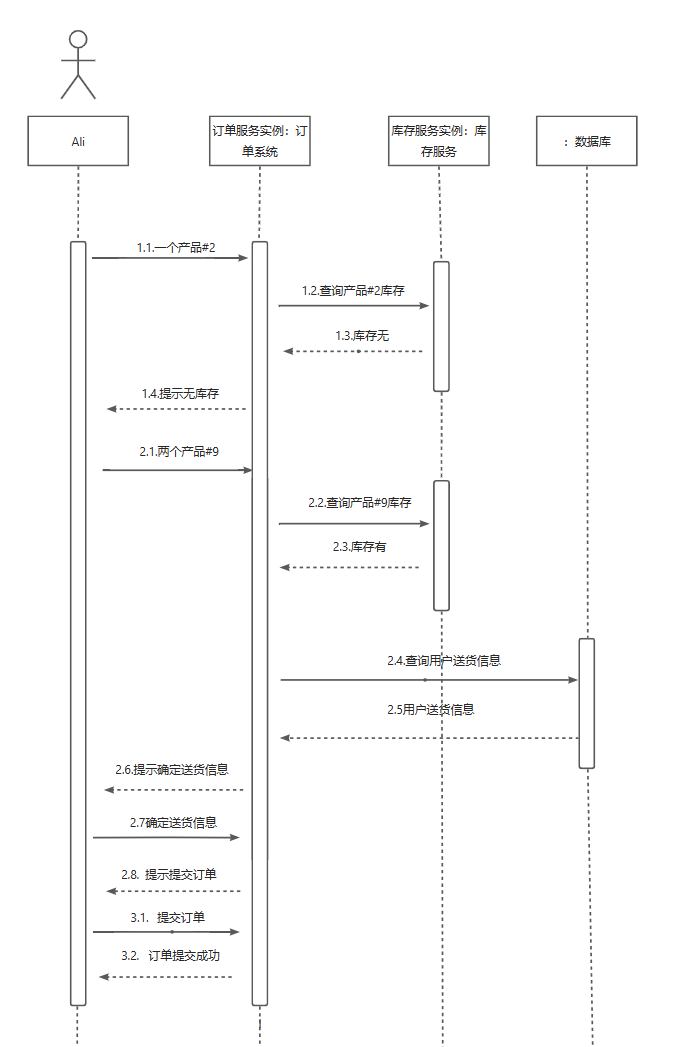 Ali
订单服务实例：订
单系统
库存服务实例：库
存服务
：数据库
1.1.一个产品#2
1.2.查询产品#2库存
1.3.库存无
1.4.提示无库存
2.1.两个产品#9
2.2.查询产品#9库存
2.3.库存有
2.4.查询用户送货信息
2.5用户送货信息
2.6.提示确定送货信息
2.7确定送货信息
2.8. 提示提交订单
3.1. 提交订单
3.2. 订单提交成功